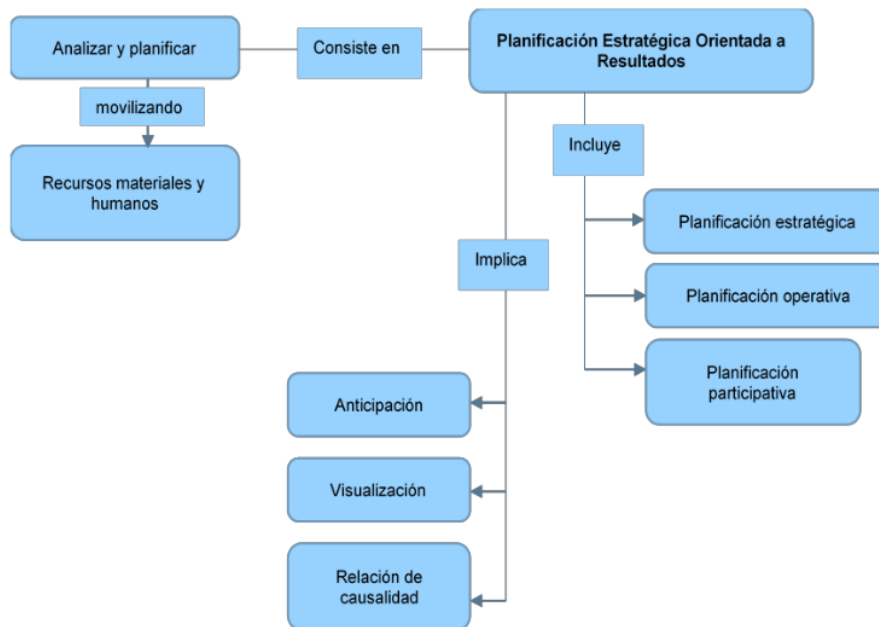 Analizar y planificar
Consiste en
Planificación Estratégica Orientada a
Resultados
movilizando
Incluye
Recursos materiales y
humanos
Planificación estratégica
Implica
Planificación operativa
Planificación
participativa
Anticipación
Visualización
Relación de
causalidad